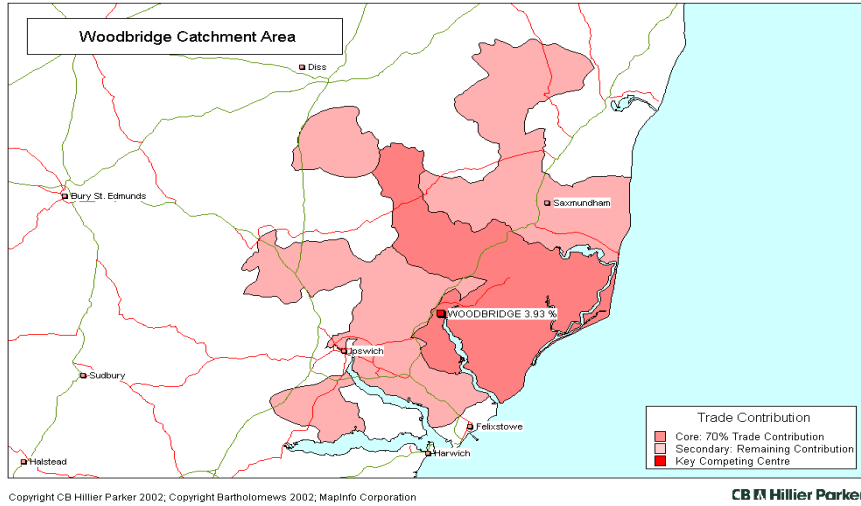 Woodbridge Catchment Area
Diss
Bury St. Edmunds
Saxmundham
WOODBRIDGE 3.93 %
Ipswich
Sudbury
Felixstowe
Harwich
Halstead
Trade Contribution
Core: 70% Trade Contribution
Secondary: Remaining Contribution
Key Competing Centre
Copyright CB Hillier Parker 2002; Copyright Bartholomews 2002; MapInfo Corporation
CB Hillier Parker